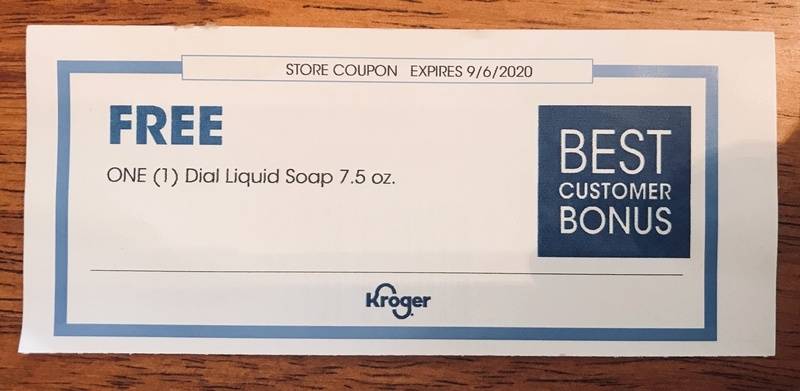 STORE COUPON EXPIRES 9/6/2020
FREE
ONE (1) Dial Liquid Soap 7.5 oz.
BEST
CUSTOMER
BONUS
Kroger